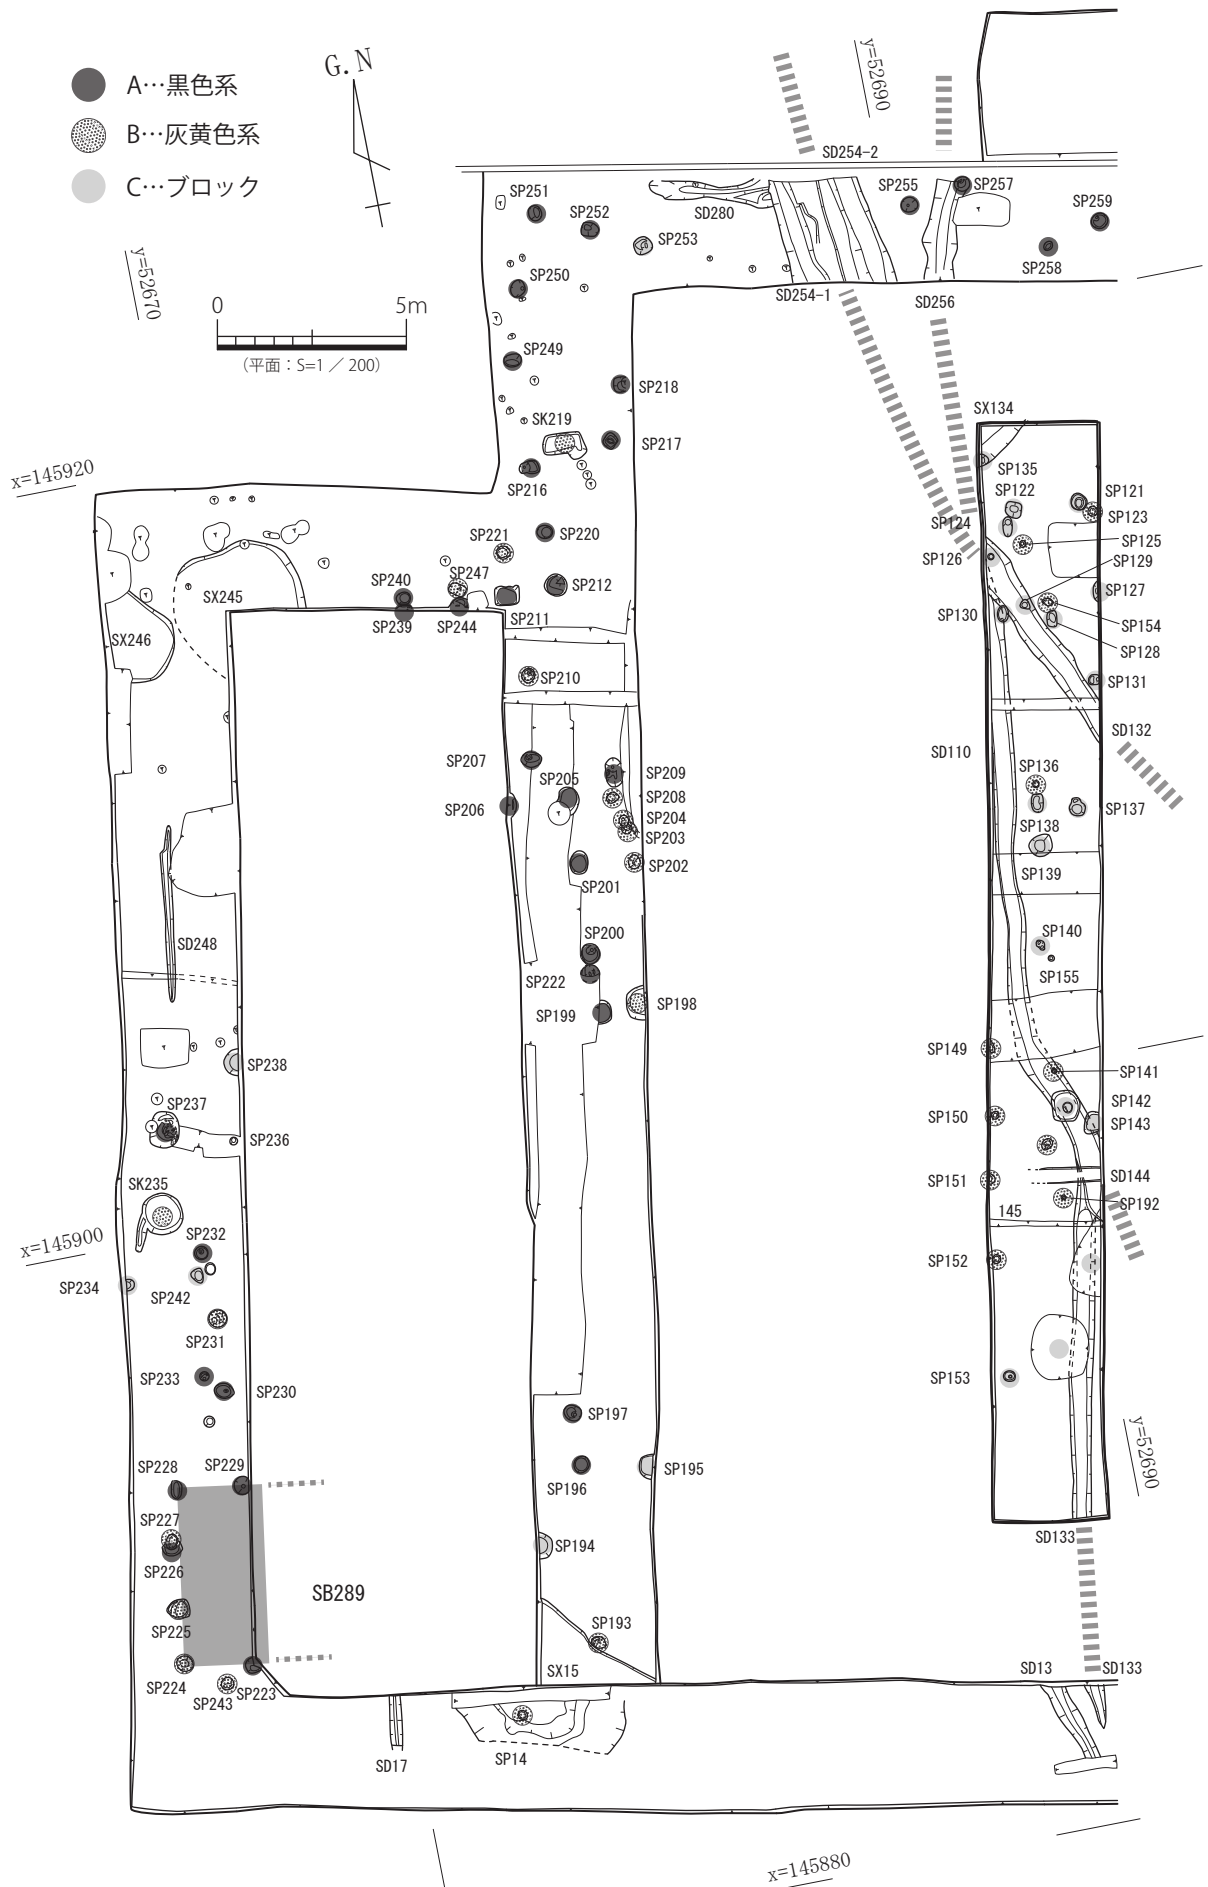 A…黒色系
B…灰黄色系
C…ブロック
G.N
y=52690
y=52670
0 5m
(平面：S=1／200)
SD254-2
SP251
SP252
SP253
SD280
SP255
SP257
SP259
SP258
SP250
SD254-1
SD256
SP249
SP218
SK219
SP217
SP216
SX134
SP135
x=145920
SP122
SP121
SP123
SP124
SP125
SP126
SP129
SP221
SP220
SP247
SP240
SP212
SP127
SX245
SP239
SP244
SP211
SP130
SP154
SX246
SP128
SP210
SP131
SD132
SD110
SP207
SP205
SP209
SP136
SP206
SP208
SP137
SP204
SP203
SP138
SP202
SP201
SP139
SD248
SP200
SP140
SP222
SP155
SP199
SP198
SP149
SP238
SP141
SP237
SP142
SP150
SP143
SP236
SK235
SP151
SD144
SP192
145
x=145900
SP232
SP234
SP242
SP152
SP231
SP233
SP230
SP153
SP197
y=52690
SP228
SP229
SP196
SP195
SP227
SD133
SP226
SP194
SB289
SP225
SP193
SP224
SP243
SP223
SX15
SD13
SD133
SD17
SP14
x=145880